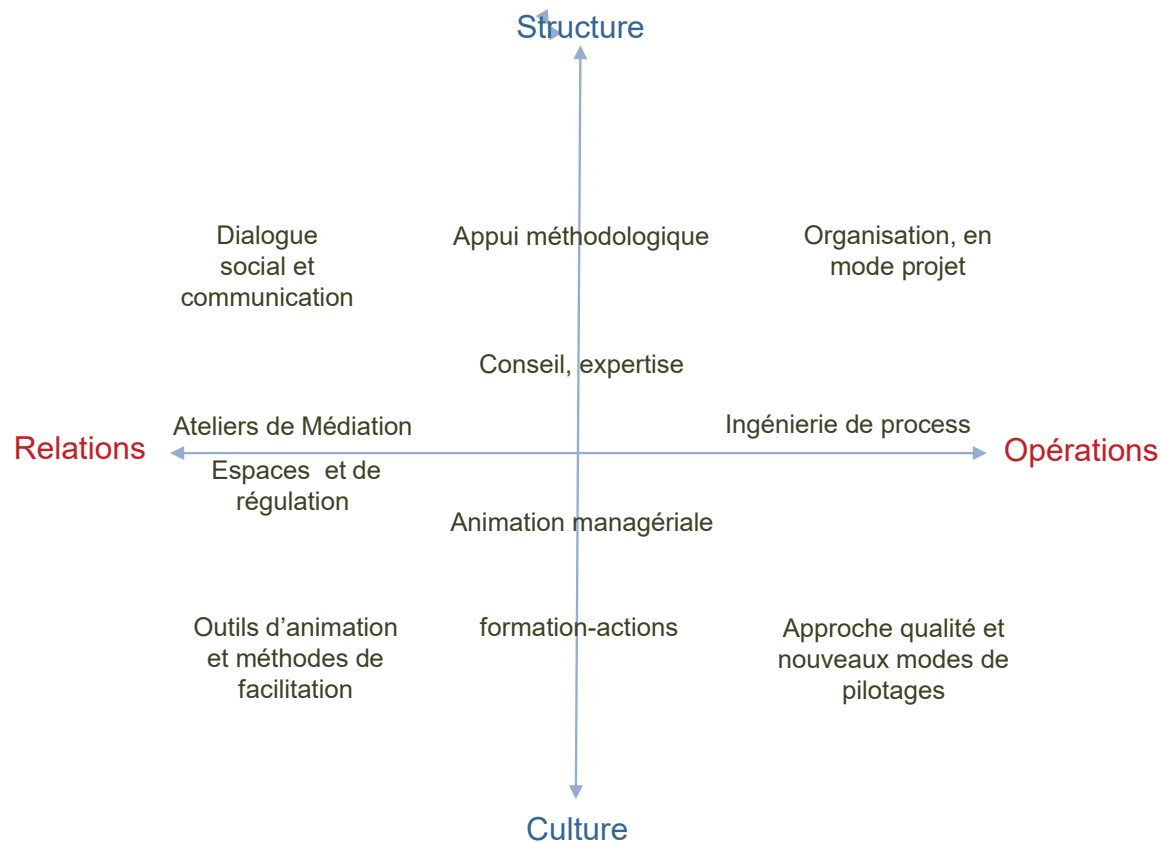 Structure
Dialogue
social et
communication
Appui méthodologique
Organisation, en
mode projet
Conseil, expertise
Ateliers de Médiation
Ingénierie de process
Relations
Opérations
Espaces  et de
régulation
Animation managériale
Outils d’animation
et méthodes de
facilitation
formation-actions
Approche qualité et
nouveaux modes de
pilotages
Culture